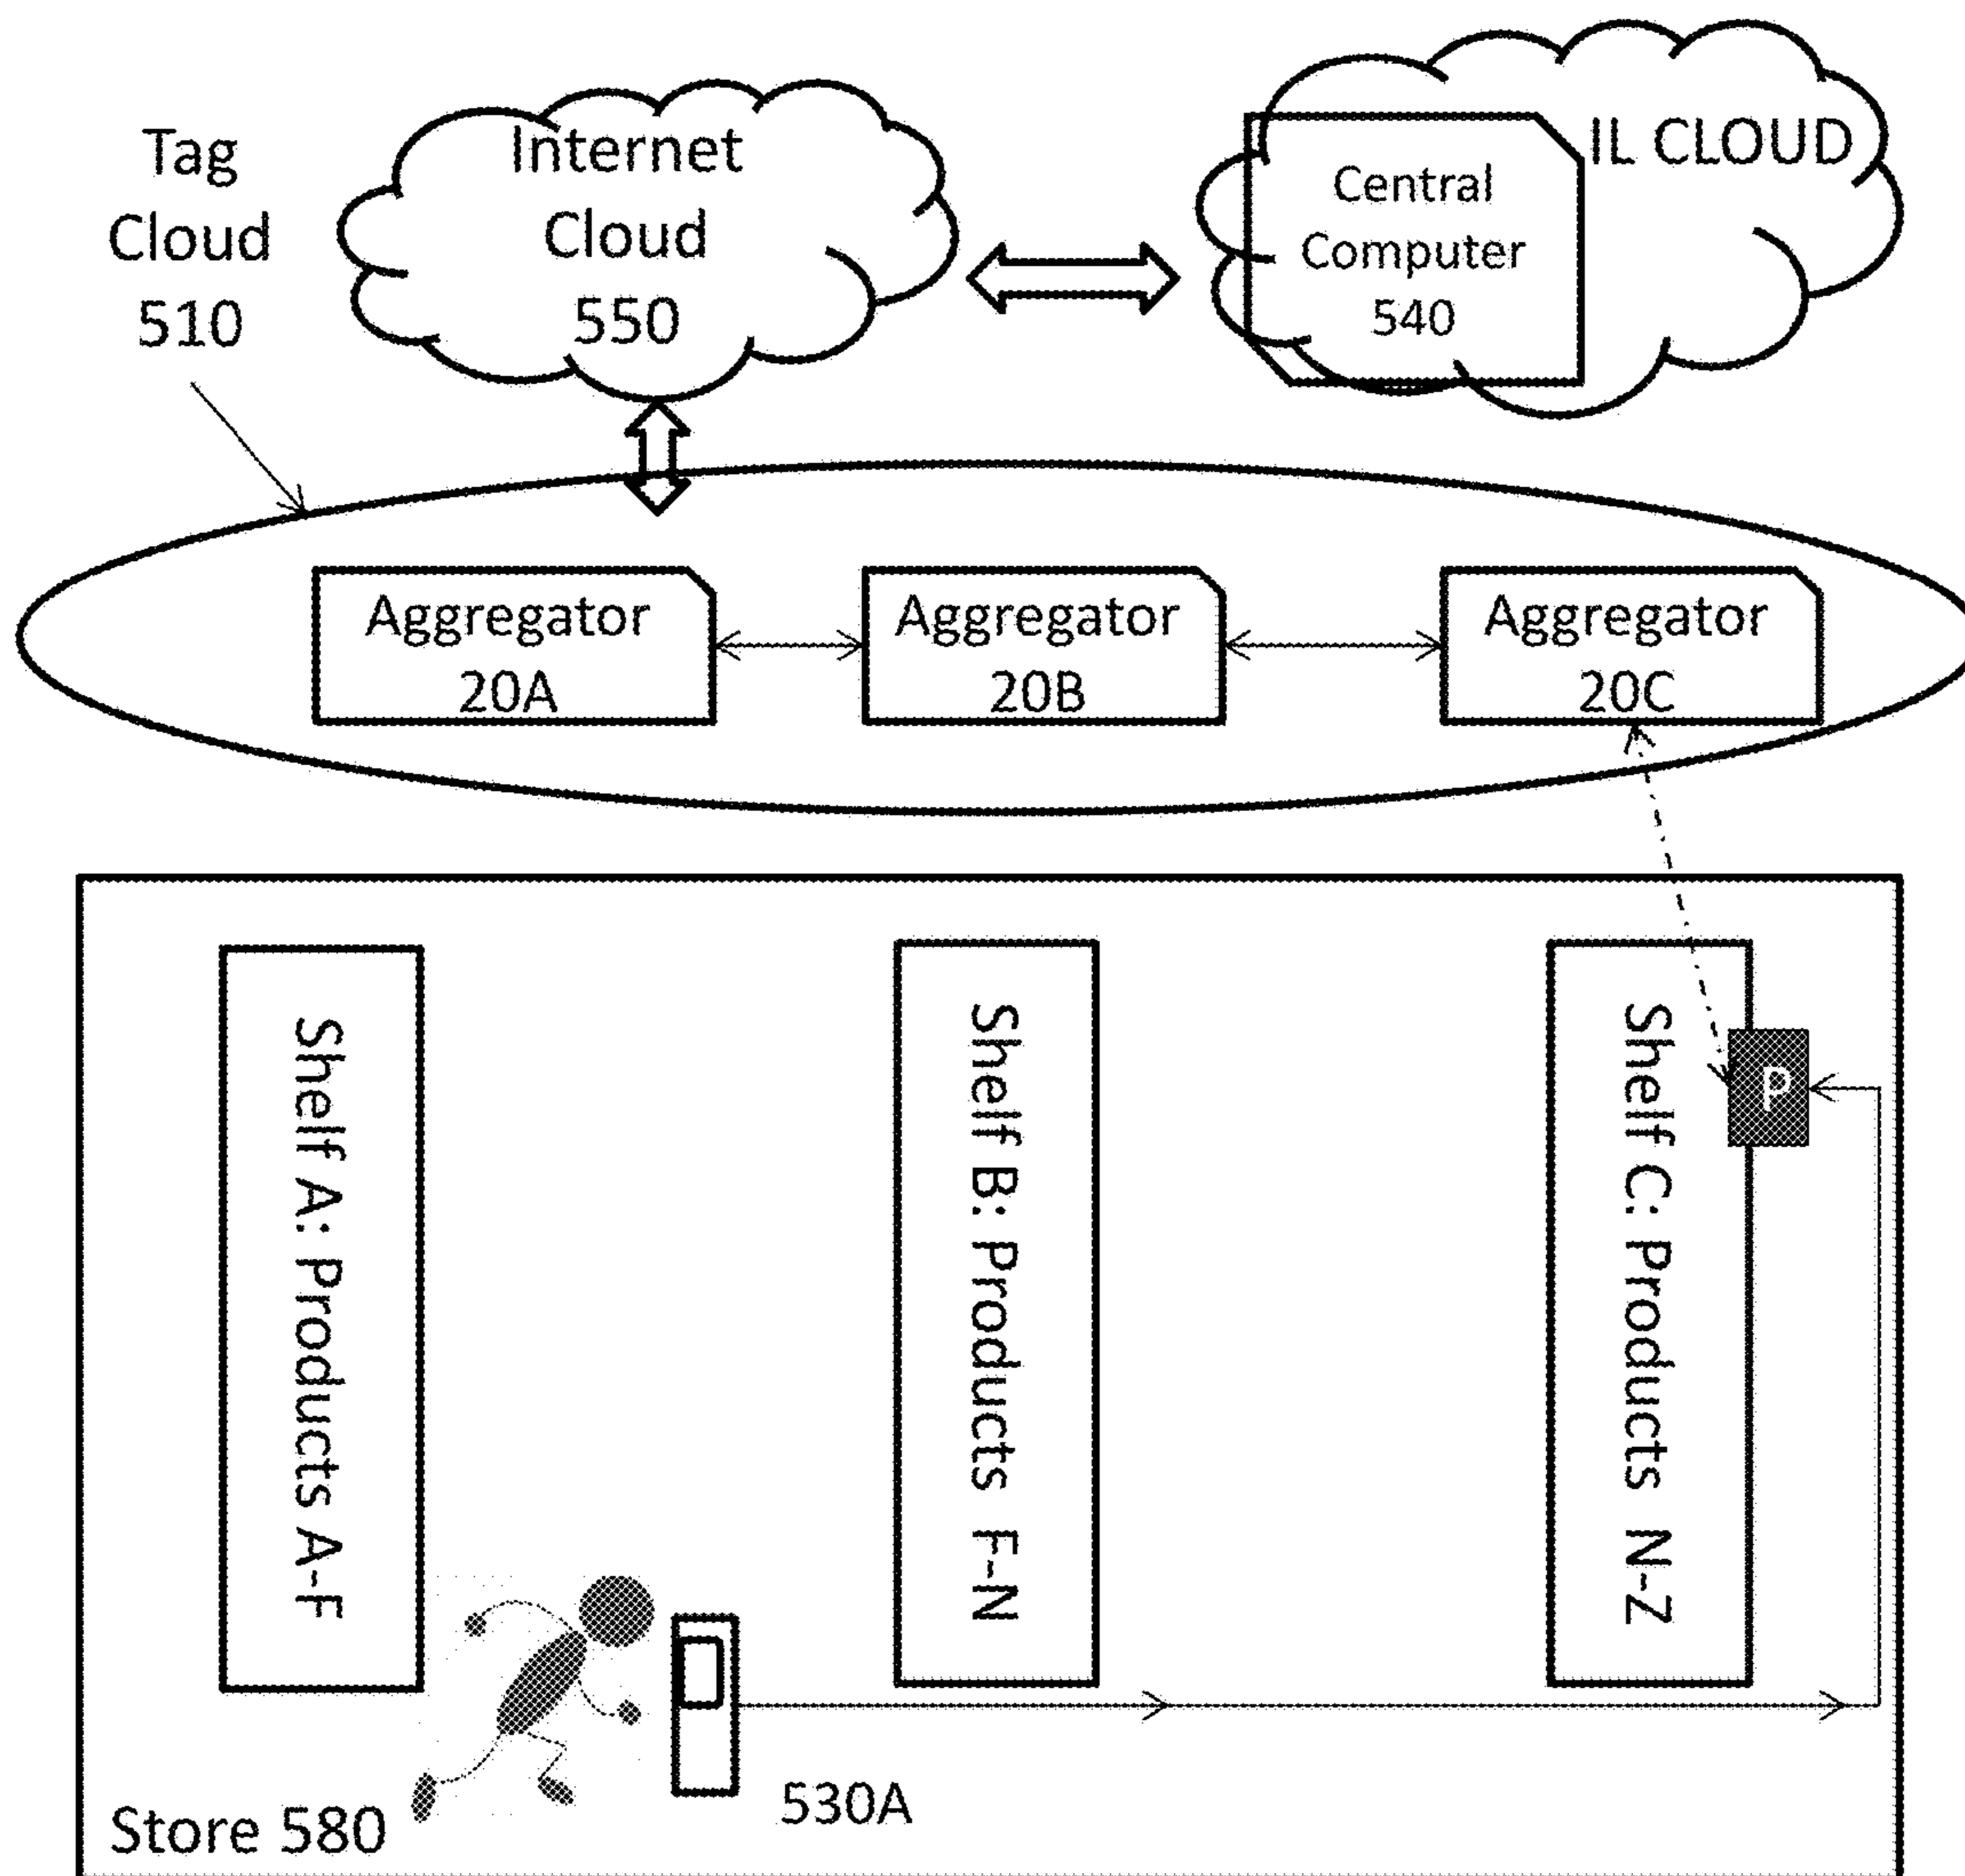 Tag
Cloud
510
Internet
Cloud
550
IL CLOUD
Central
Computer
540
Aggregator
20A
Aggregator
20B
Aggregator
20C
Shelf A: Products A-F
Shelf B: Products F-N
Shelf C: Products N-Z
P
530A
Store 580